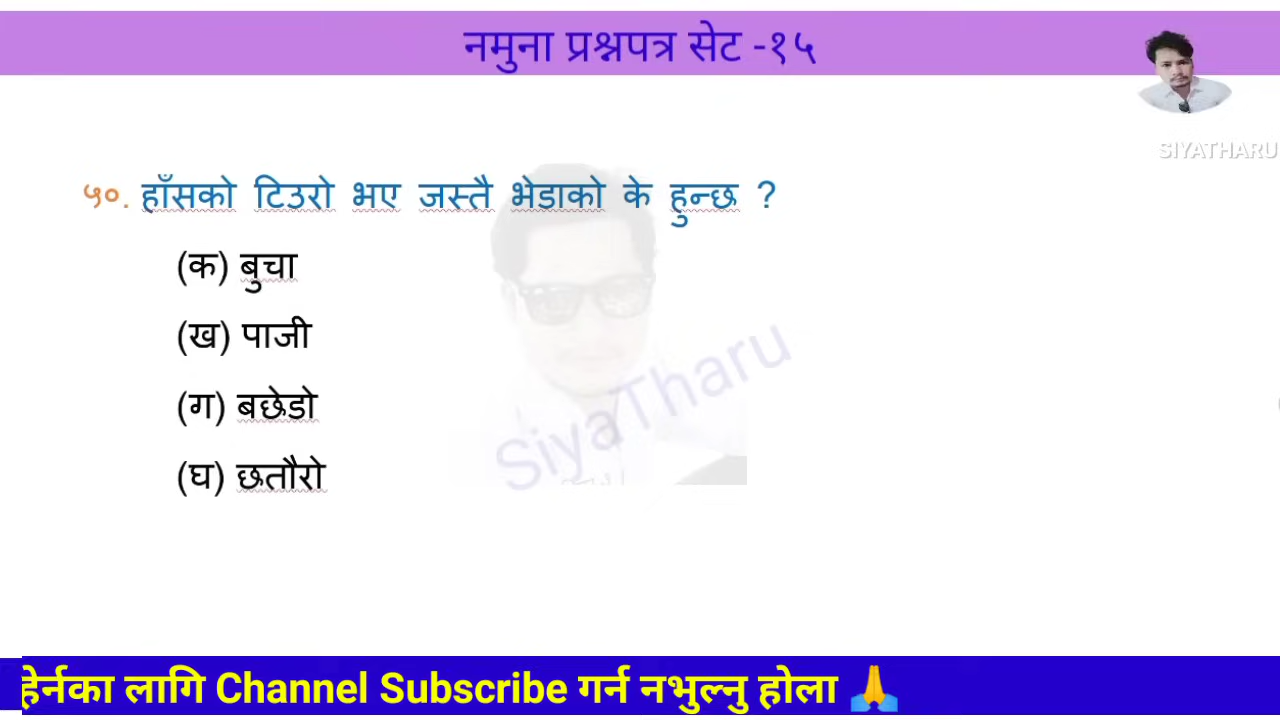 नमुना प्रश्नपत्र सेट -१५
SIYATHARU
५०. हाँसको टिउरो भए जस्तै भेडाको के हुन्छ ?
(क) बुचा
(ख) पाजी
(ग) बछेडो
(घ) छतौरो
SiyaTharu
हेर्नका लागि Channel Subscribe गर्न नभुल्नु होला 🙏